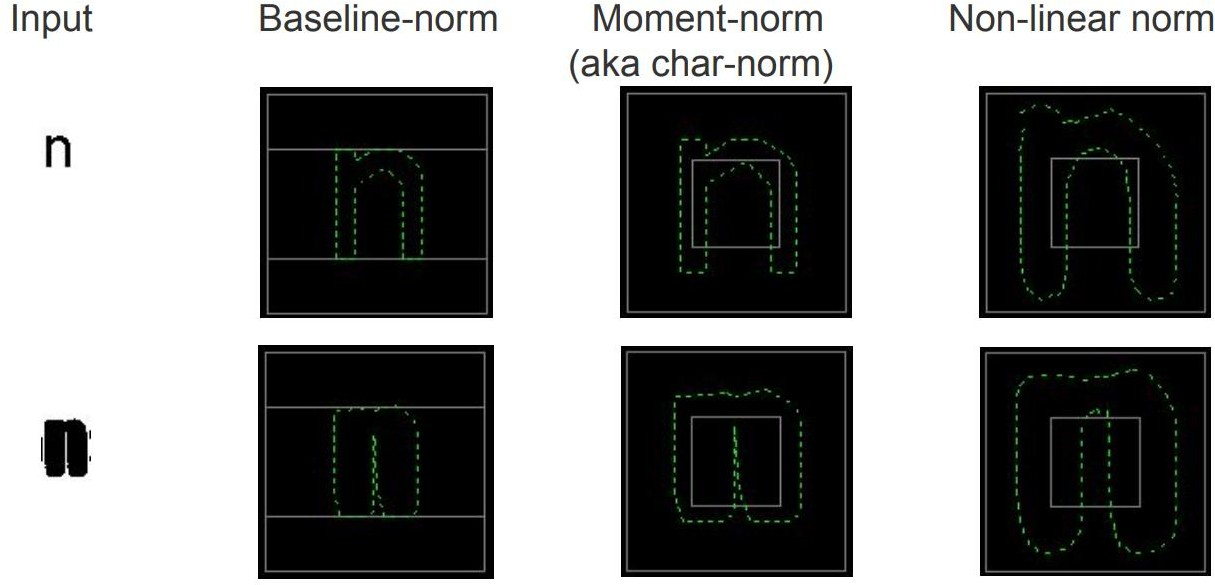 Input Baseline-norm Moment-norm Non-linear norm
(aka char-norm)
n
n